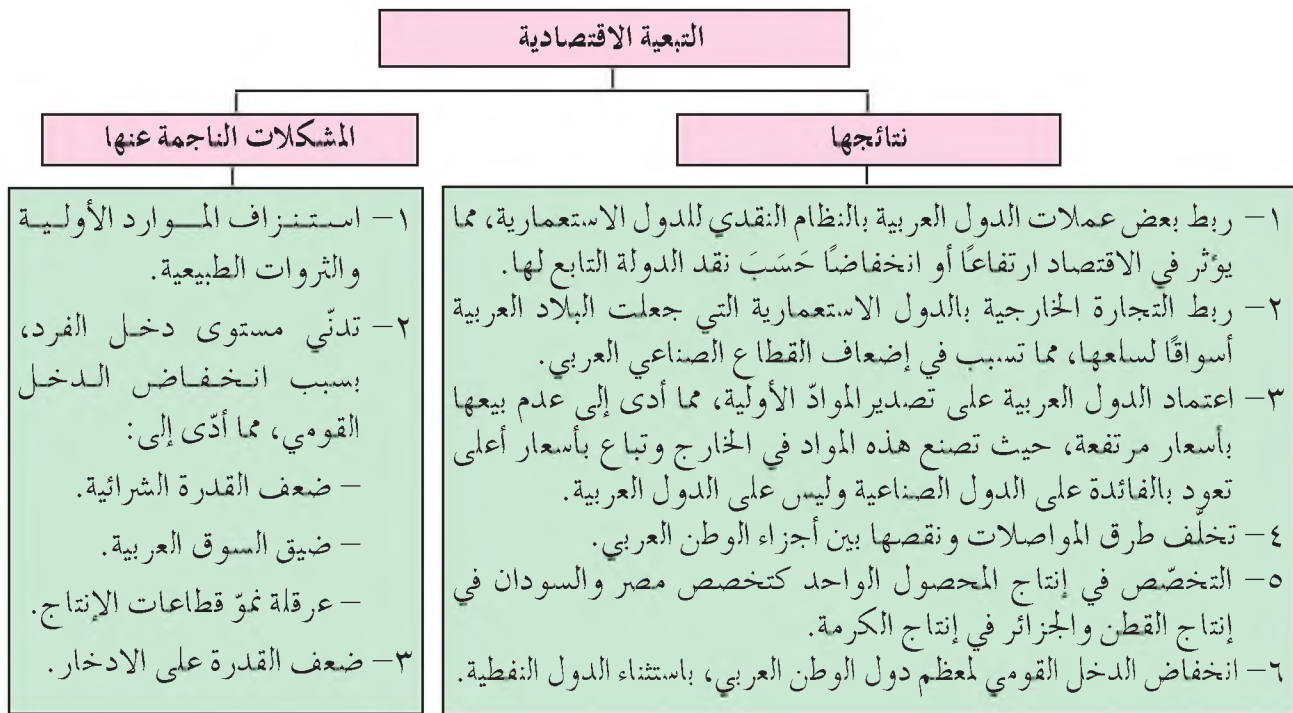 التبعية الاقتصادية
نتائجها
١- ربط بعض عملات الدول العربية بالنظام النقدي للدول الاستعمارية، مما
يؤثر في الاقتصاد ارتفاعًا أو انخفاضًا حَسَبَ نقد الدولة التابع لها.
٢- ربط التجارة الخارجية بالدول الاستعمارية التي جعلت البلاد العربية
أسواقًا لسلعها، مما تسبب في إضعاف القطاع الصناعي العربي.
٣- اعتماد الدول العربية على تصدير الموادّ الأولية، مما أدى إلى عدم بيعها
بأسعار مرتفعة، حيث تصنع هذه المواد في الخارج وتباع بأسعار أعلى
تعود بالفائدة على الدول الصناعية وليس على الدول العربية.
٤- تخلّف طرق المواصلات ونقصها بين أجزاء الوطن العربي.
٥- التخصّص في إنتاج المحصول الواحد كتخصص مصر والسودان في
إنتاج القطن والجزائر في إنتاج الكرمة.
٦- انخفاض الدخل القومي لمعظم دول الوطن العربي، باستثناء الدول النفطية.
المشكلات الناجمة عنها
١- استنزاف الموارد الأولية
والثروات الطبيعية.
٢- تدنّي مستوى دخل الفرد،
بسبب انخفاض الدخل
القومي، مما أدّى إلى:
- ضعف القدرة الشرائية.
- ضيق السوق العربية.
- عرقلة نموّ قطاعات الإنتاج.
٣- ضعف القدرة على الادخار.